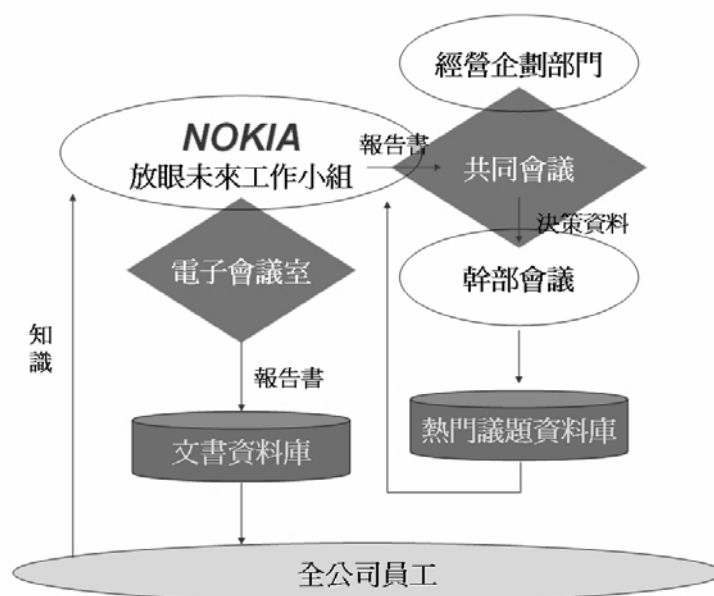 經營企劃部門
NOKIA
放眼未來工作小組
報告書
共同會議
決策資料
電子會議室
幹部會議
知
識
報告書
文書資料庫
熱門議題資料庫
全公司員工